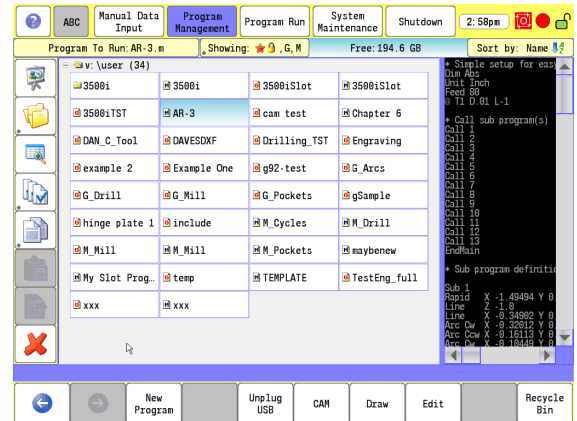 ?
ABC
Manual Data
Input
Program
Management
Program Run
System
Maintenance
Shutdown
2:58pm
Program To Run: AR-3.m
Showing: , G, M
Free: 194.6 GB
Sort by: Name
v: \user (34)
3500i
3500i
3500iSlot
3500iSlot
3500iTST
AR-3
cam test
Chapter 6
DAN_C_Tool
DAVESDXF
Drilling_TST
Engraving
example 2
Example One
g92-test
G_Arcs
G_Drill
G_Mill
G_Pockets
gSample
hinge plate 1
include
M_Cycles
M_Drill
M_Mill
M_Mill
M_Pockets
maybenew
My Slot Prog...
temp
TEMPLATE
TestEng_full
xxx
xxx
* Simple setup for easy
Dim Abs
Unit Inch
Feed 80
@ T1 D.01 L-1
* Call sub program(s)
Call 1
Call 2
Call 3
Call 4
Call 5
Call 6
Call 7
Call 8
Call 9
Call 10
Call 11
Call 12
Call 13
EndMain
* Sub program definitio
Sub 1
Rapid X -1.49494 Y 0.
Line Z -1.0
Line X -0.34902 Y 0.
Arc Cw X -0.32012 Y 0.
Arc Ccw X -0.16113 Y 0.
Arc Cw X -0.10449 Y 0.
New
Program
Unplug
USB
CAM
Draw
Edit
Recycle
Bin